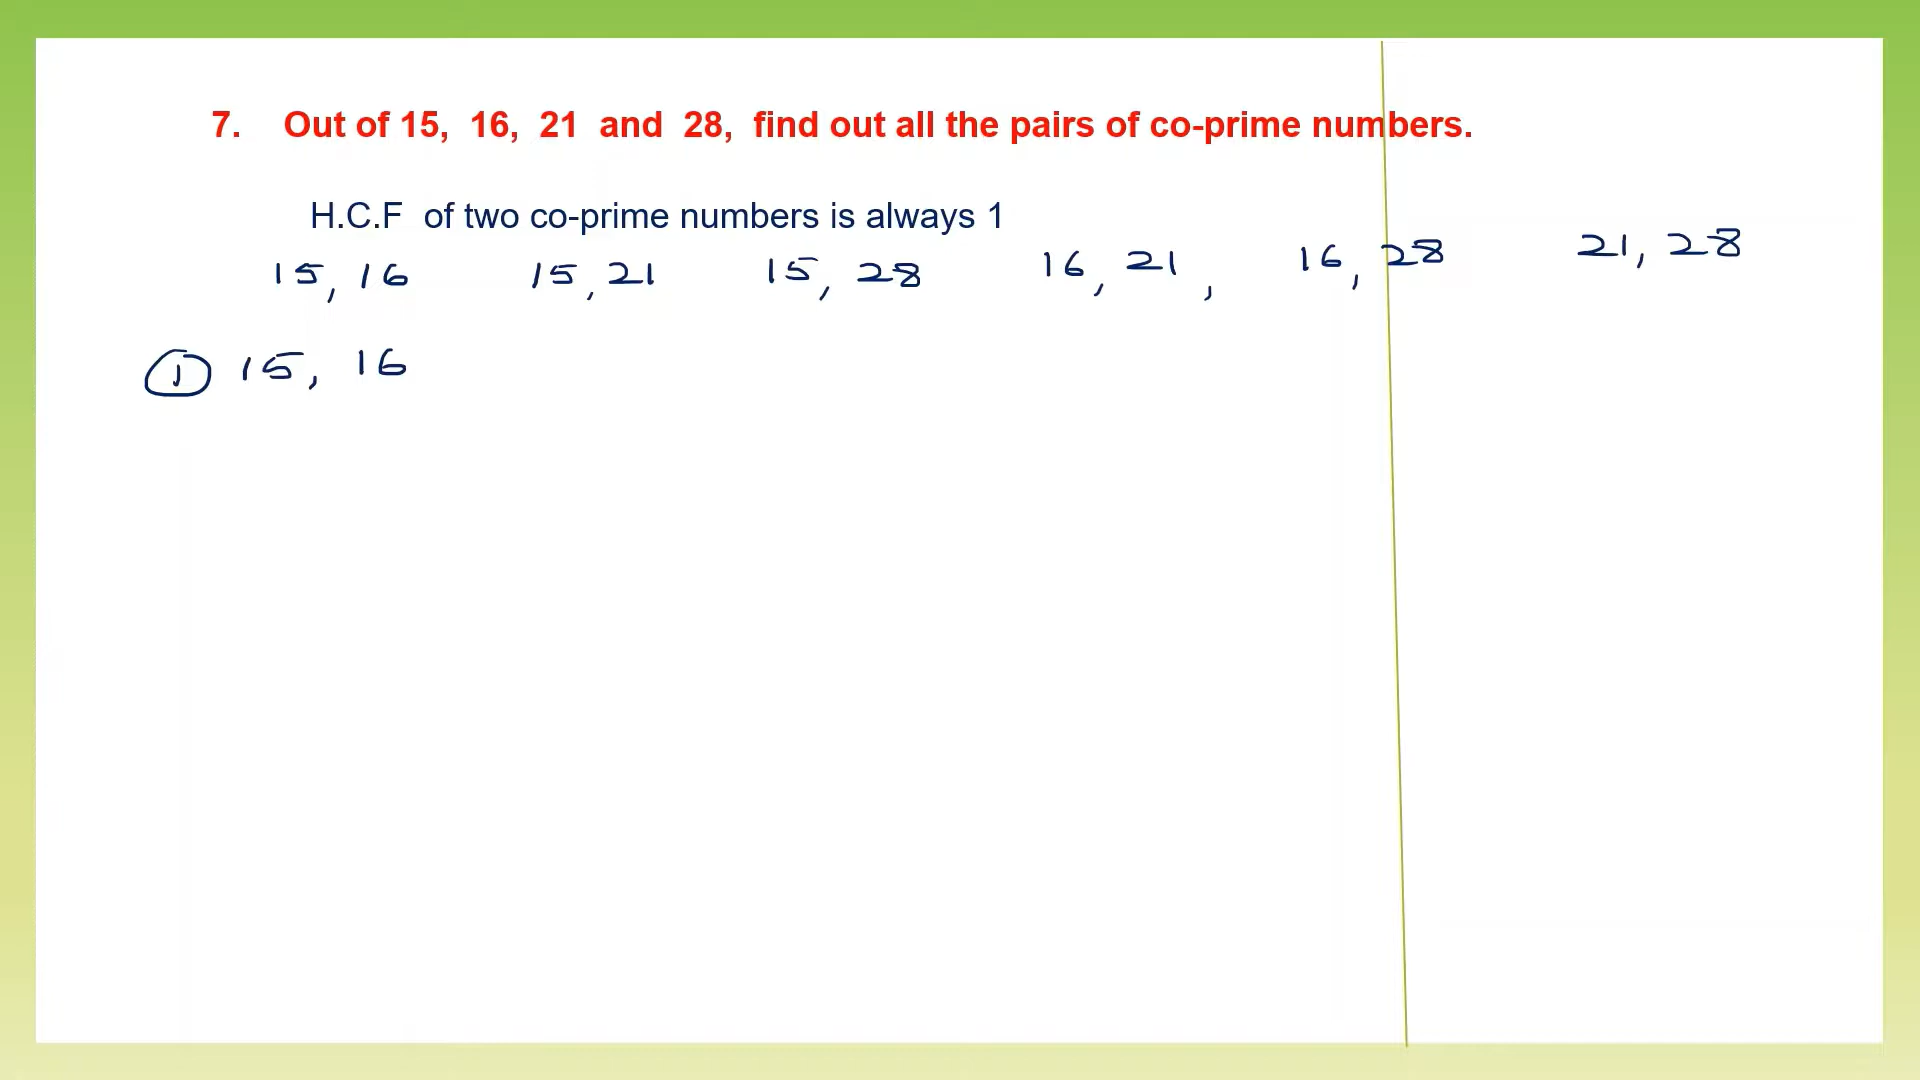 7. Out of 15, 16, 21 and 28, find out all the pairs of co-prime numbers.
H.C.F of two co-prime numbers is always 1
15, 16 15, 21 15, 28 16, 21, 16, 28 21, 28
① 15, 16